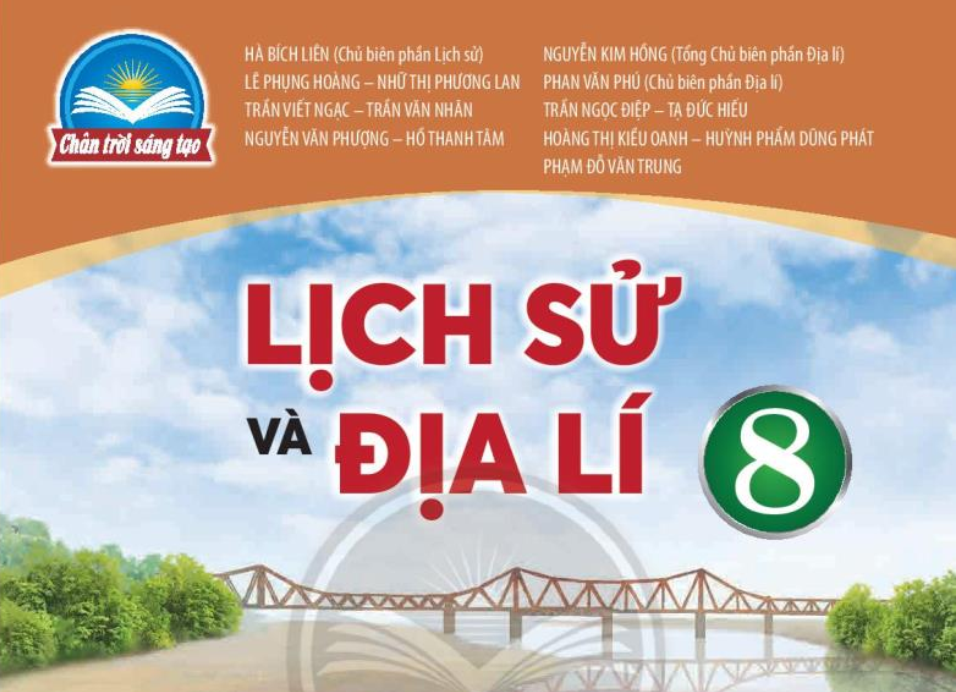 Chân trời sáng tạo
HÀ BÍCH LIÊN (Chủ biên phần Lịch sử)
LÊ PHỤNG HOÀNG – NHỮ THỊ PHƯƠNG LAN
TRẦN VIẾT NGẠC – TRẦN VĂN NHÂN
NGUYỄN VĂN PHƯỢNG – HỒ THANH TÂM
NGUYỄN KIM HỒNG (Tổng Chủ biên phần Địa lí)
PHAN VĂN PHÚ (Chủ biên phần Địa lí)
TRẦN NGỌC ĐIỆP – TẠ ĐỨC HIẾU
HOÀNG THỊ KIỀU OANH – HUỲNH PHẨM DŨNG PHÁT
PHẠM ĐỖ VĂN TRUNG
LỊCH SỬ
VÀ ĐỊA LÍ 8